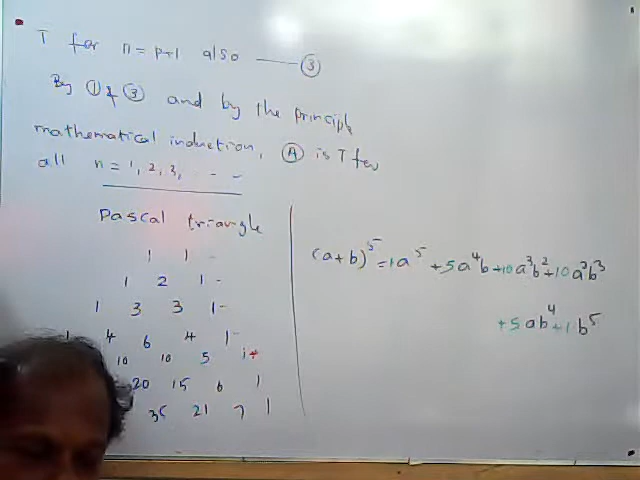 T for n = p+1 also —— ③
By ① & ③ and by the principle
mathematical induction, Ⓐ is T for
all n = 1, 2, 3, - - -
Pascal triangle
1 1 -
1 2 1 -
1 3 3 1 -
1 4 6 4 1 -
10 10 5 1
20 15 6 1
35 21 7 1
(a+b)⁵ = 1a⁵ + 5a⁴b + 10a³b² + 10a²b³
+ 5ab⁴ + 1b⁵